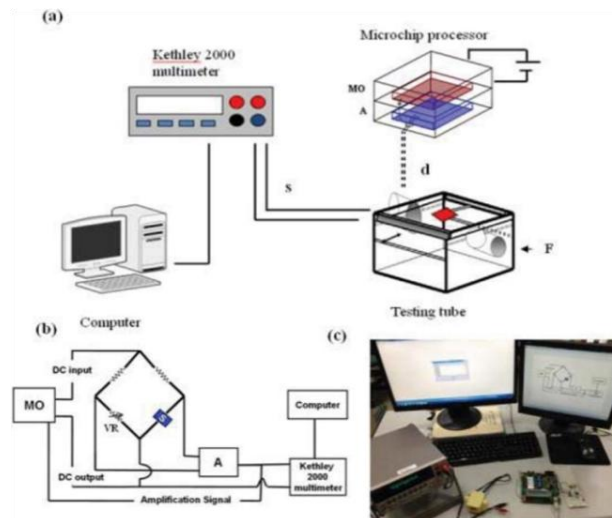 (a)
Microchip processor
Kethley 2000
multimeter
MO
A
d
s
F
Testing tube
Computer
(b)
(c)
DC input
MO
VR
S
A
DC output
Amplification Signal
Computer
Kethley
2000
multimeter